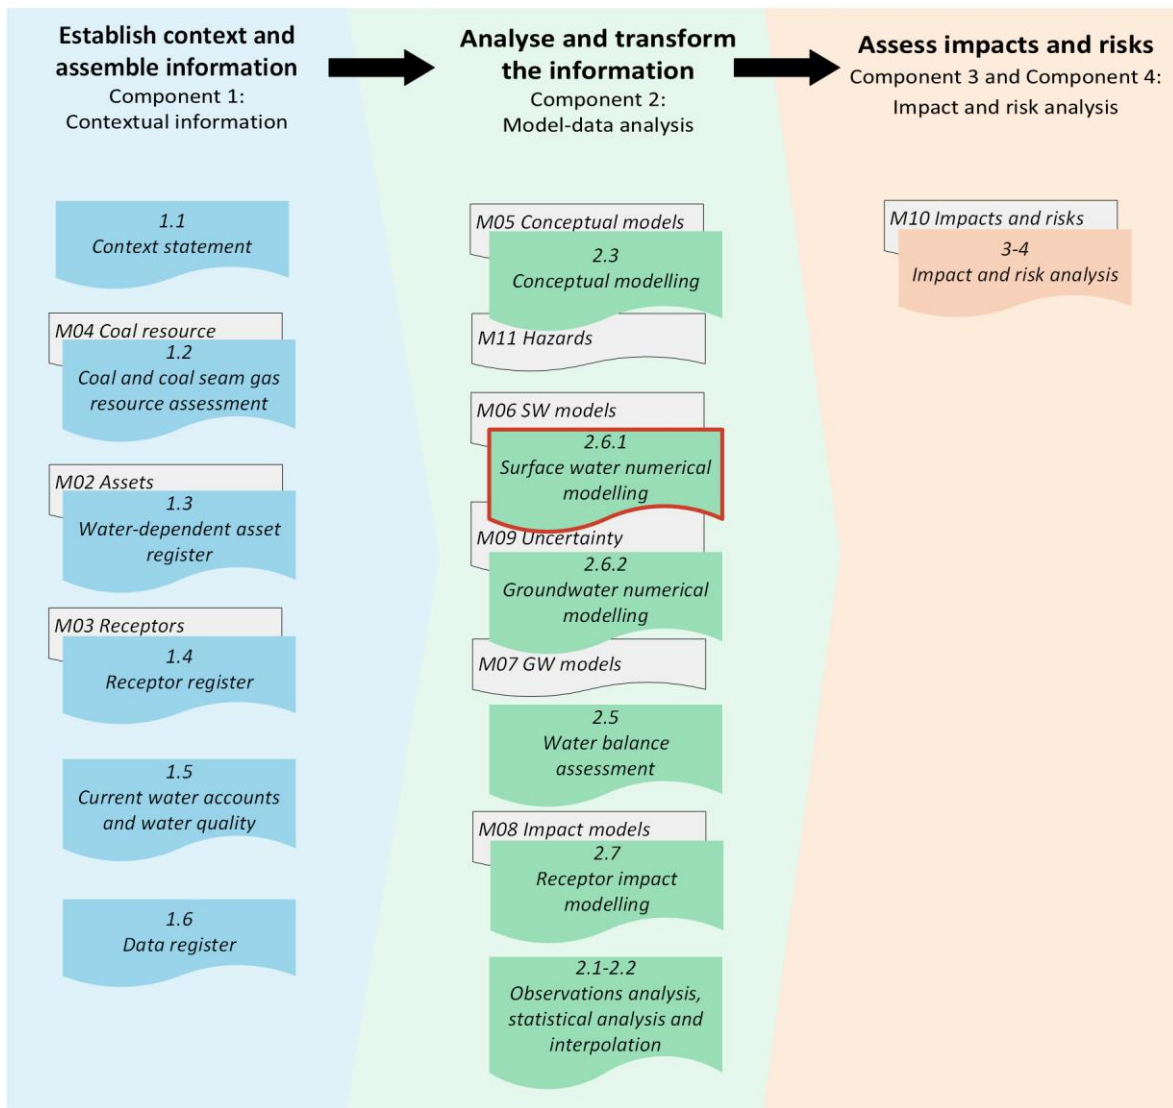 Establish context and
assemble information
Component 1:
Contextual information
Analyse and transform
the information
Component 2:
Model-data analysis
Assess impacts and risks
Component 3 and Component 4:
Impact and risk analysis
1.1
Context statement
M04 Coal resource
1.2
Coal and coal seam gas
resource assessment
M02 Assets
1.3
Water-dependent asset
register
M03 Receptors
1.4
Receptor register
1.5
Current water accounts
and water quality
1.6
Data register
M05 Conceptual models
2.3
Conceptual modelling
M11 Hazards
M06 SW models
2.6.1
Surface water numerical
modelling
M09 Uncertainty
2.6.2
Groundwater numerical
modelling
M07 GW models
2.5
Water balance
assessment
M08 Impact models
2.7
Receptor impact
modelling
2.1-2.2
Observations analysis,
statistical analysis and
interpolation
M10 Impacts and risks
3-4
Impact and risk analysis